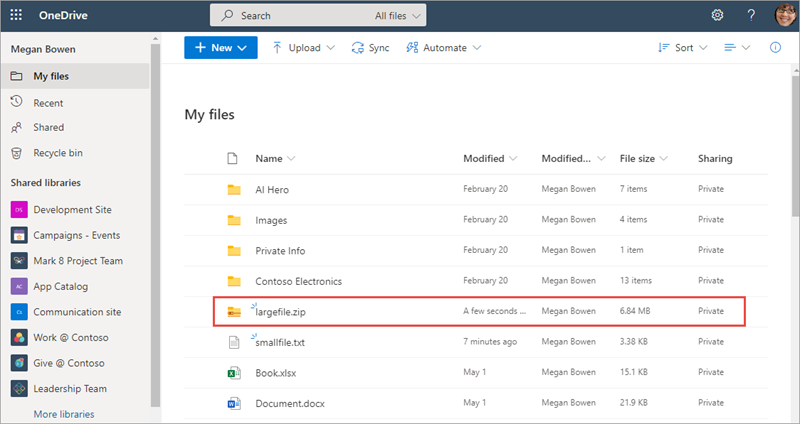 OneDrive
Search
All files
Megan Bowen
My files
Recent
Shared
Recycle bin
Shared libraries
DS Development Site
Campaigns - Events
Mark 8 Project Team
AC App Catalog
Cs Communication site
Work @ Contoso
Give @ Contoso
Leadership Team
More libraries
+ New Upload Sync Automate Sort
My files
Name Modified Modified... File size Sharing
AI Hero February 20 Megan Bowen 7 items Private
Images February 20 Megan Bowen 4 items Private
Private Info February 20 Megan Bowen 1 item Private
Contoso Electronics February 20 Megan Bowen 13 items Private
largefile.zip A few seconds ... Megan Bowen 6.84 MB Private
smallfile.txt 7 minutes ago Megan Bowen 3.38 KB Private
Book.xlsx May 1 Megan Bowen 15.1 KB Private
Document.docx May 1 Megan Bowen 21.9 KB Private